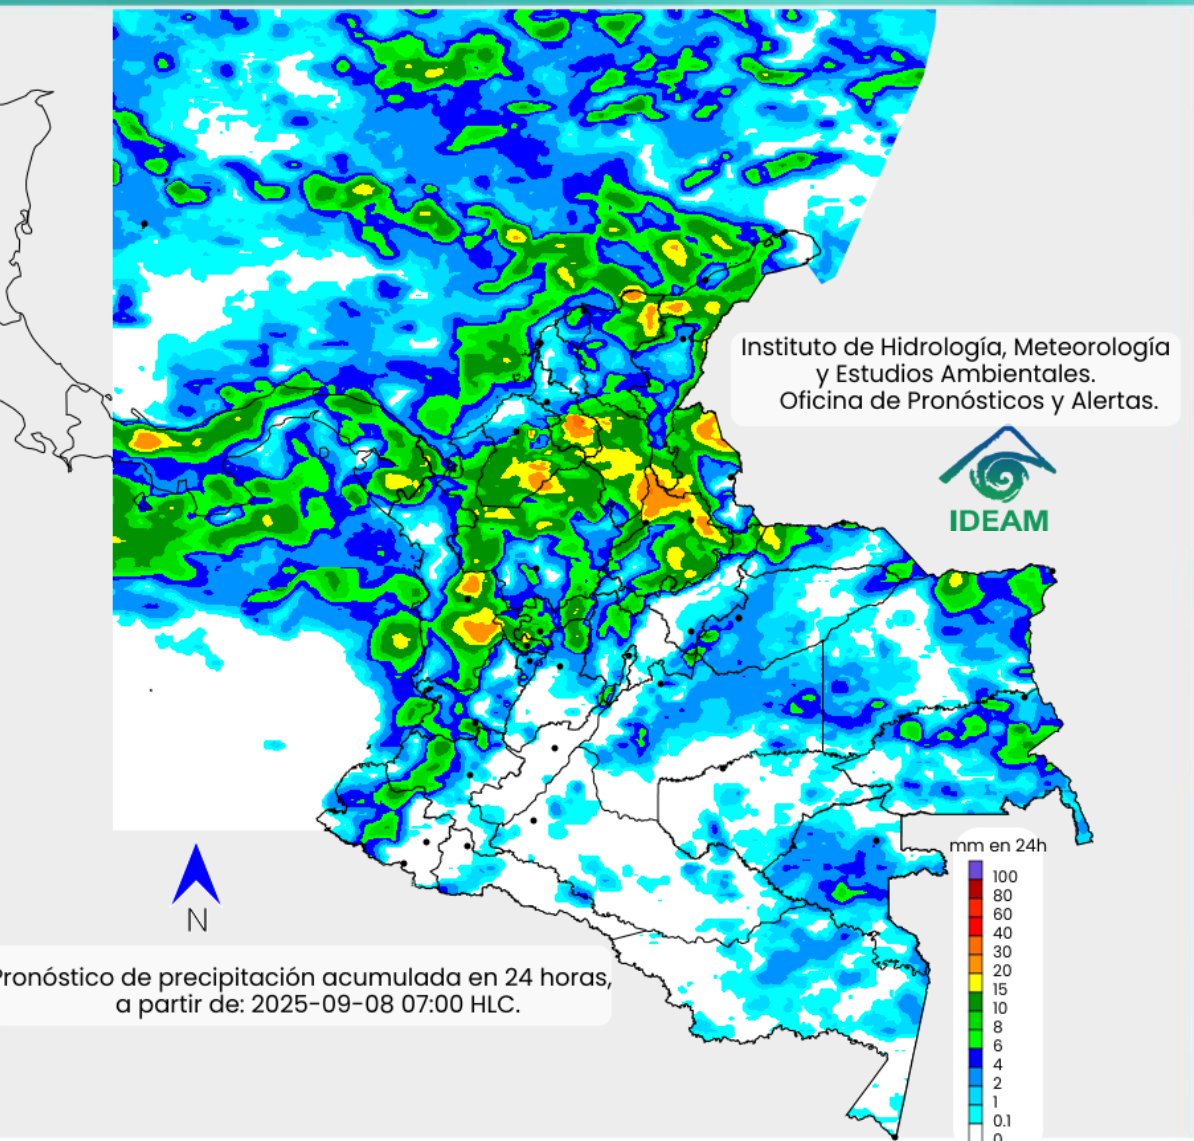 Instituto de Hidrología, Meteorología
y Estudios Ambientales.
Oficina de Pronósticos y Alertas.
IDEAM
mm en 24h
100
80
60
40
30
20
15
10
8
6
4
2
1
0.1
0
N
Pronóstico de precipitación acumulada en 24 horas,
a partir de: 2025-09-08 07:00 HLC.